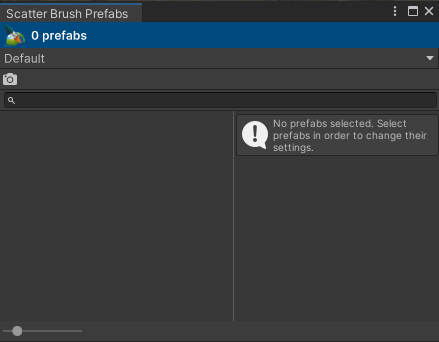 Scatter Brush Prefabs
0 prefabs
Default
No prefabs selected. Select
prefabs in order to change their
settings.